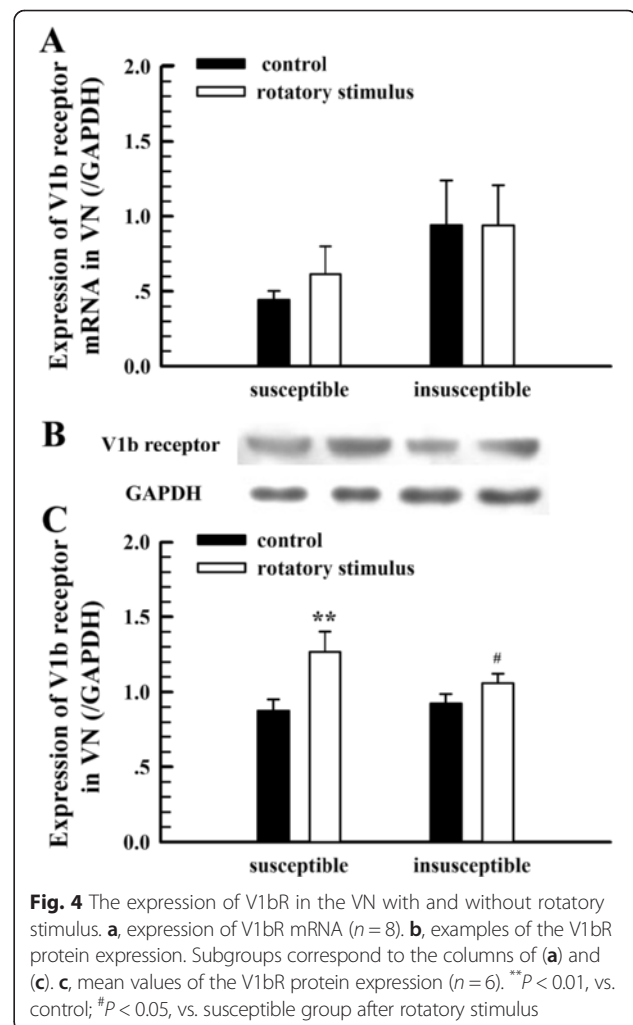 A
control
rotatory stimulus
Expression of V1b receptor
mRNA in VN (/GAPDH)
2.0
1.5
1.0
.5
0.0
susceptible insusceptible
B
V1b receptor
GAPDH
C
control
rotatory stimulus
Expression of V1b receptor
in VN (/GAPDH)
2.0
1.5
1.0
.5
0.0
**
#
susceptible insusceptible
Fig. 4 The expression of V1bR in the VN with and without rotatory
stimulus. a, expression of V1bR mRNA (n = 8). b, examples of the V1bR
protein expression. Subgroups correspond to the columns of (a) and
(c). c, mean values of the V1bR protein expression (n = 6). **P < 0.01, vs.
control; #P < 0.05, vs. susceptible group after rotatory stimulus